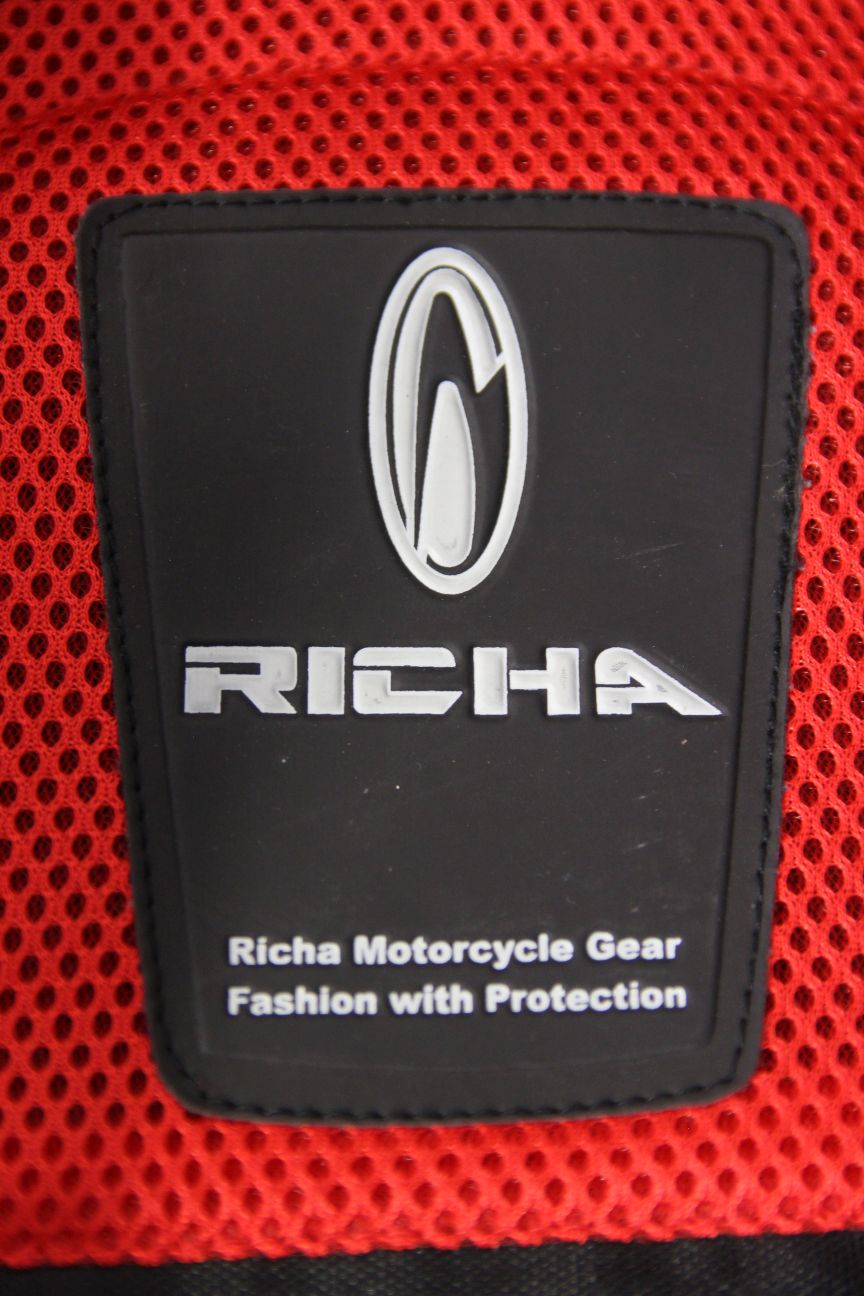 RICHA
Richa Motorcycle Gear
Fashion with Protection